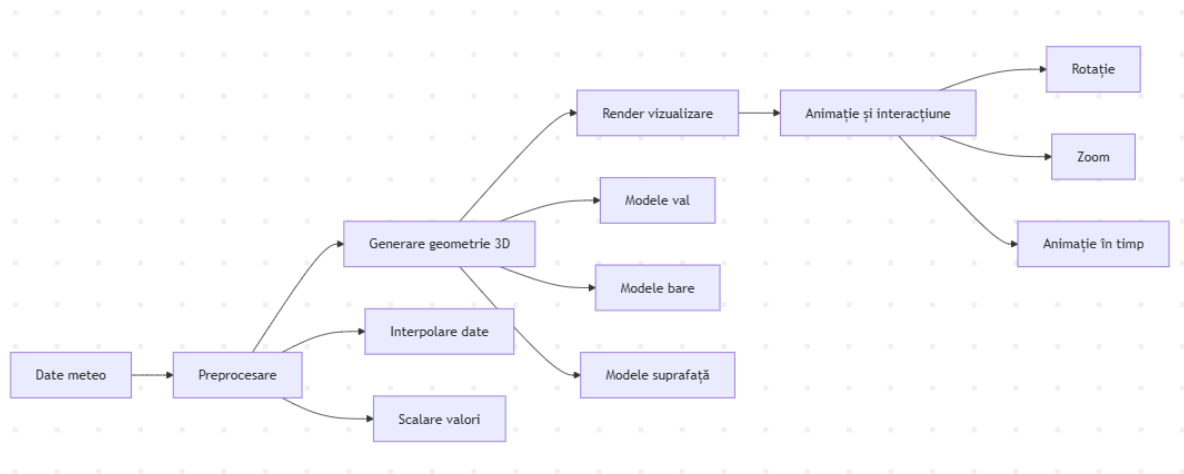 Date meteo
Preprocesare
Generare geometrie 3D
Interpolare date
Scalare valori
Render vizualizare
Modele val
Modele bare
Modele suprafață
Animație și interacțiune
Rotație
Zoom
Animație în timp